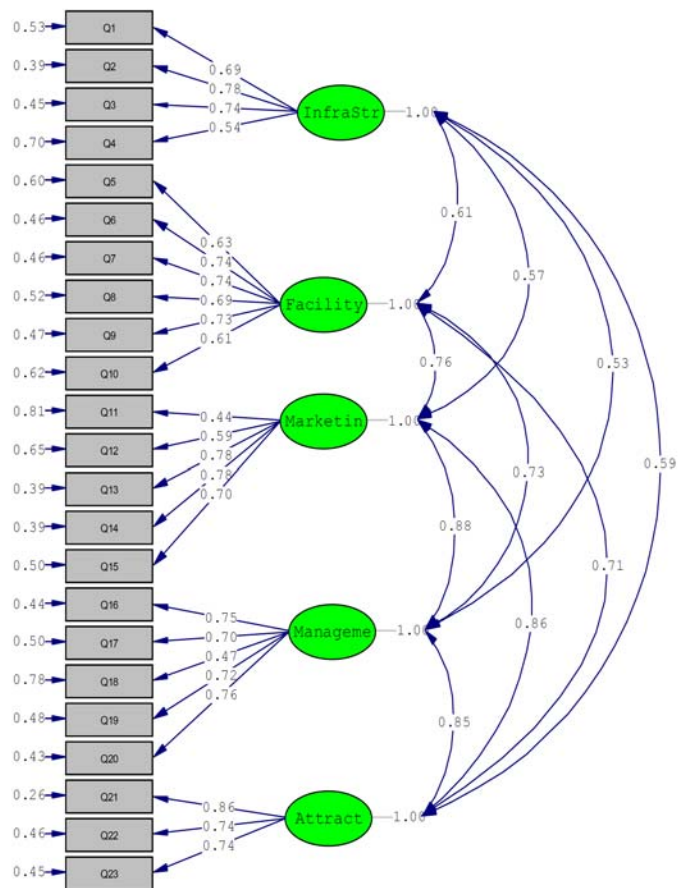 0.53 Q1
0.39 Q2
0.69
0.78
0.45 Q3
0.74
InfraStr 1.00
0.54
0.70 Q4
0.60 Q5
0.61
0.46 Q6
0.63
0.74
0.46 Q7
0.57
0.74
0.52 Q8
0.69
Facility 1.00
0.73
0.47 Q9
0.61
0.76
0.53
0.62 Q10
0.81 Q11
0.44
Marketin 1.00
0.59
0.65 Q12
0.78
0.59
0.73
0.39 Q13
0.78
0.70
0.39 Q14
0.88
0.50 Q15
0.71
0.44 Q16
0.75
0.86
Manageme 1.00
0.70
0.50 Q17
0.47
0.78 Q18
0.72
0.76
0.48 Q19
0.85
0.43 Q20
0.26 Q21
0.86
Attract 1.00
0.74
0.46 Q22
0.74
0.45 Q23